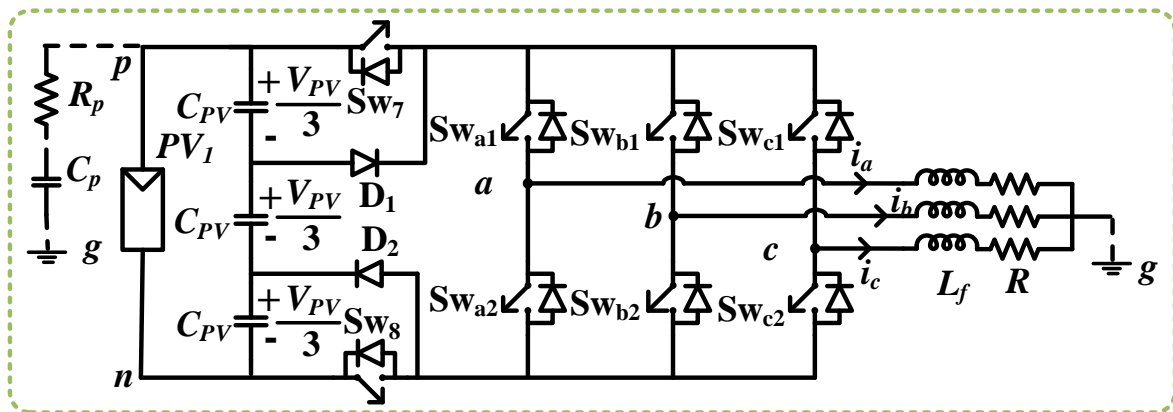 p
R_p
C_p
g
PV_1
n
C_PV
+ V_PV
- 3
Sw_7
D_1
C_PV
+ V_PV
- 3
D_2
C_PV
+ V_PV
- 3
Sw_8
Sw_a1
Sw_b1
Sw_c1
a
b
c
Sw_a2
Sw_b2
Sw_c2
i_a
i_b
i_c
L_f
R
g